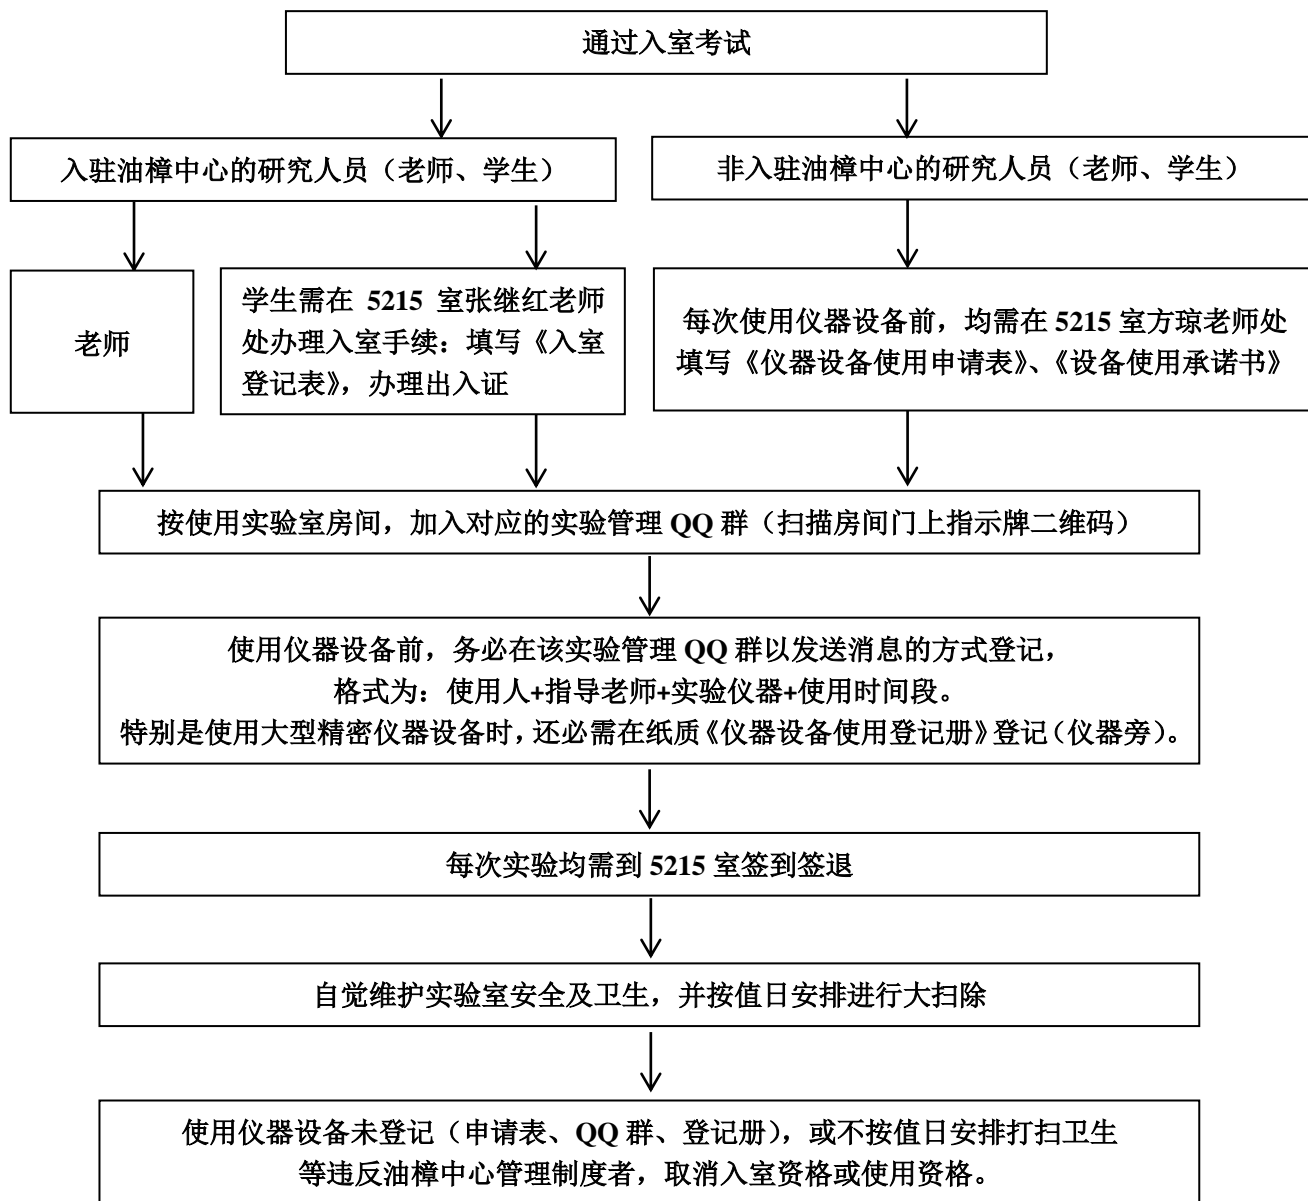 通过入室考试
入驻油樟中心的研究人员（老师、学生）
非入驻油樟中心的研究人员（老师、学生）
老师
学生需在 5215 室张继红老师
处办理入室手续：填写《入室
登记表》，办理出入证
每次使用仪器设备前，均需在 5215 室方琼老师处
填写《仪器设备使用申请表》、《设备使用承诺书》
按使用实验室房间，加入对应的实验管理 QQ 群（扫描房间门上指示牌二维码）
使用仪器设备前，务必在该实验管理 QQ 群以发送消息的方式登记，
格式为：使用人+指导老师+实验仪器+使用时间段。
特别是使用大型精密仪器设备时，还必需在纸质《仪器设备使用登记册》登记（仪器旁）。
每次实验均需到 5215 室签到签退
自觉维护实验室安全及卫生，并按值日安排进行大扫除
使用仪器设备未登记（申请表、QQ 群、登记册），或不按值日安排打扫卫生
等违反油樟中心管理制度者，取消入室资格或使用资格。